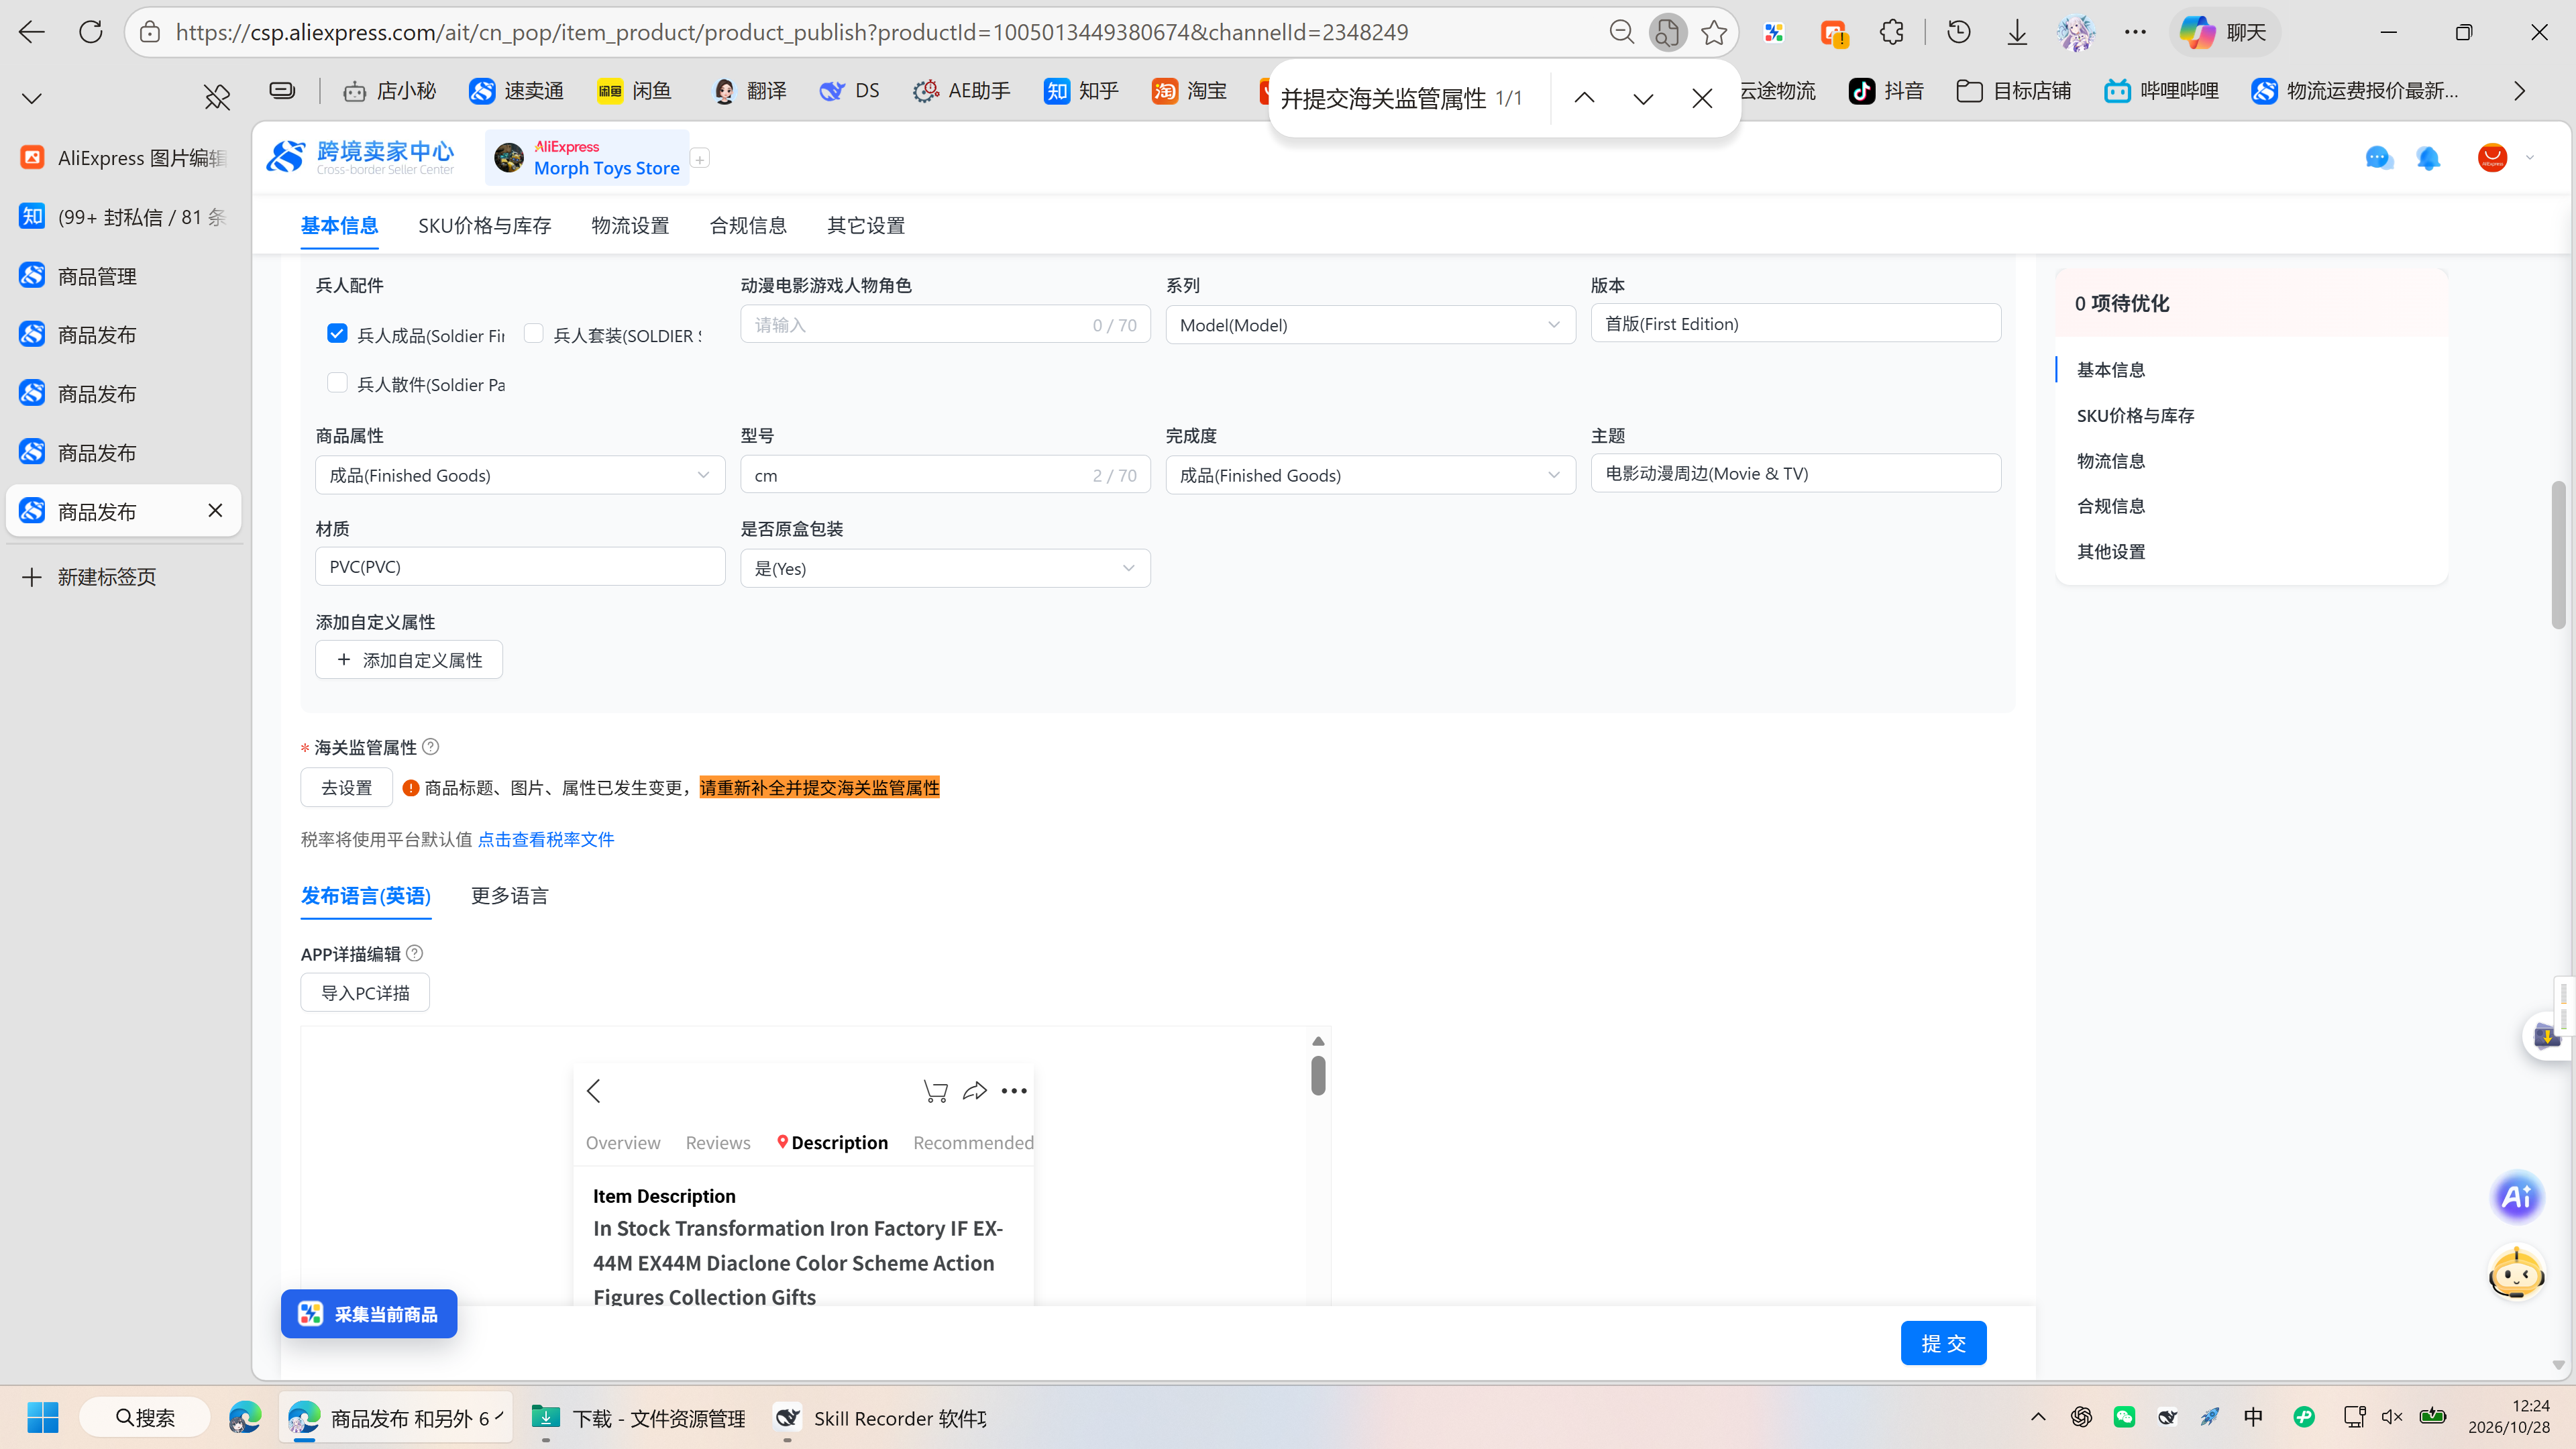 https://csp.aliexpress.com/ait/cn_pop/item_product/product_publish?productId=1005013449380674&channelId=2348249
聊天
店小秘
速卖通
闲鱼
闲鱼
翻译
DS
AE助手
知
知乎
淘
淘宝
云途物流
抖音
目标店铺
哔哩哔哩
物流运费报价最新...
并提交海关监管属性 1/1
AliExpress 图片编辑
知
(99+ 封私信 / 81 条
商品管理
商品发布
商品发布
商品发布
商品发布
新建标签页
跨境卖家中心
Cross-border Seller Center
AliExpress
Morph Toys Store
基本信息
SKU价格与库存
物流设置
合规信息
其它设置
兵人配件
动漫电影游戏人物角色
系列
版本
兵人成品(Soldier Fin
兵人套装(SOLDIER S
请输入
0 / 70
Model(Model)
首版(First Edition)
兵人散件(Soldier Pa
商品属性
型号
完成度
主题
成品(Finished Goods)
cm
2 / 70
成品(Finished Goods)
电影动漫周边(Movie & TV)
材质
是否原盒包装
PVC(PVC)
是(Yes)
添加自定义属性
添加自定义属性
* 海关监管属性
去设置
商品标题、图片、属性已发生变更，请重新补全并提交海关监管属性
税率将使用平台默认值 点击查看税率文件
发布语言(英语)
更多语言
APP详描编辑
导入PC详描
Overview
Reviews
Description
Recommended
Item Description
In Stock Transformation Iron Factory IF EX-
44M EX44M Diaclone Color Scheme Action
Figures Collection Gifts
采集当前商品
提 交
0 项待优化
基本信息
SKU价格与库存
物流信息
合规信息
其他设置
Ai
搜索
商品发布 和另外 6 个
下载 - 文件资源管理
Skill Recorder 软件功
中
12:24
2026/10/28